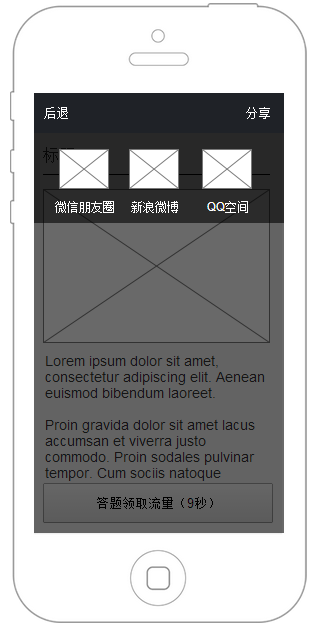 后退 分享
标题
微信朋友圈 新浪微博 QQ空间
Lorem ipsum dolor sit amet,
consectetur adipiscing elit. Aenean
euismod bibendum laoreet.
Proin gravida dolor sit amet lacus
accumsan et viverra justo
commodo. Proin sodales pulvinar
tempor. Cum sociis natoque
答题领取流量（9秒）